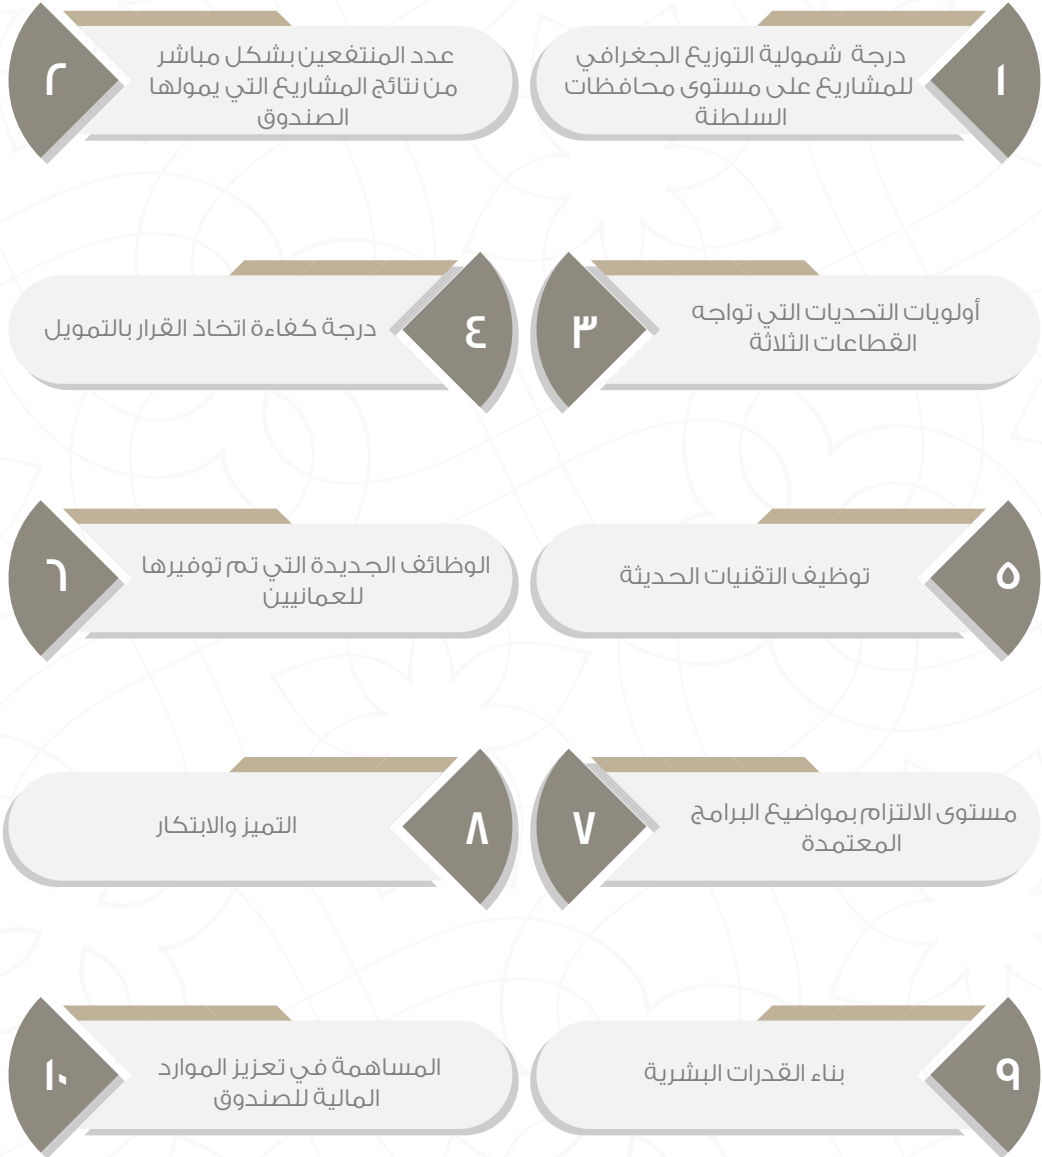 ١
درجة شمولية التوزيع الجغرافي
للمشاريع على مستوى محافظات
السلطنة
٢
عدد المنتفعين بشكل مباشر
من نتائج المشاريع التي يمولها
الصندوق
٣
أولويات التحديات التي تواجه
القطاعات الثلاثة
٤
درجة كفاءة اتخاذ القرار بالتمويل
٥
توظيف التقنيات الحديثة
٦
الوظائف الجديدة التي تم توفيرها
للعمانيين
٧
مستوى الالتزام بمواضيع البرامج
المعتمدة
٨
التميز والابتكار
٩
بناء القدرات البشرية
١٠
المساهمة في تعزيز الموارد
المالية للصندوق